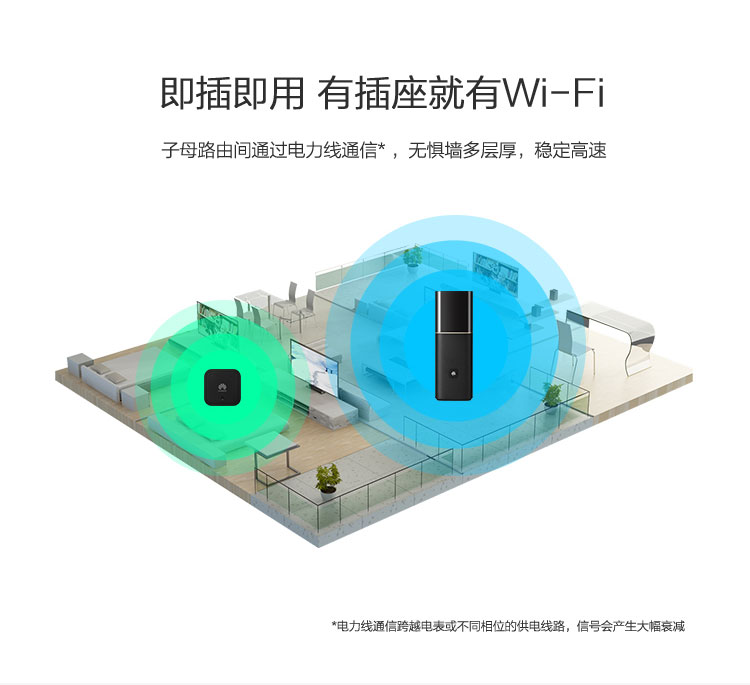 即插即用 有插座就有Wi-Fi
子母路由间通过电力线通信*，无惧墙多层厚，稳定高速
*电力线通信跨越电表或不同相位的供电线路，信号会产生大幅衰减